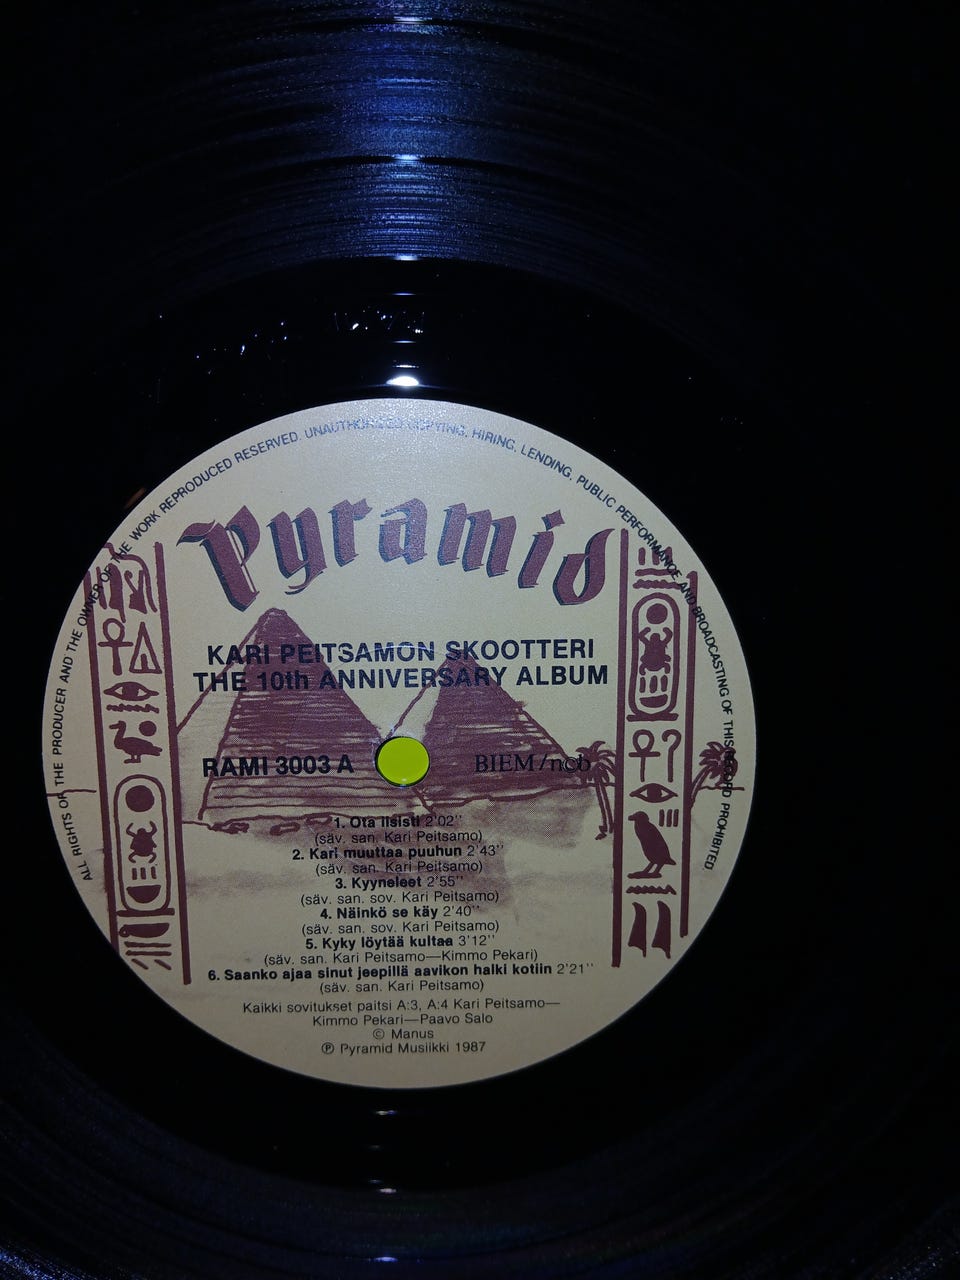 ALL RIGHTS OF THE PRODUCER AND THE OWNER OF THE WORK REPRODUCED RESERVED. UNAUTHORIZED COPYING, HIRING, LENDING, PUBLIC PERFORMANCE AND BROADCASTING OF THIS RECORD PROHIBITED.
Pyramid
KARI PEITSAMON SKOOTTERI
THE 10th ANNIVERSARY ALBUM
RAMI 3003 A BIEM/ncb
1. Ota iisisti 2'02''
(säv. san. Kari Peitsamo)
2. Kari muuttaa puuhun 2'43''
(säv. san. Kari Peitsamo)
3. Kyyneleet 2'55''
(säv. san. sov. Kari Peitsamo)
4. Näinkö se käy 2'40''
(säv. san. sov. Kari Peitsamo)
5. Kyky löytää kultaa 3'12''
(säv. san. Kari Peitsamo—Kimmo Pekari)
6. Saanko ajaa sinut jeepillä aavikon halki kotiin 2'21''
(säv. san. Kari Peitsamo)
Kaikki sovitukset paitsi A:3, A:4 Kari Peitsamo—
Kimmo Pekari—Paavo Salo
© Manus
℗ Pyramid Musiikki 1987